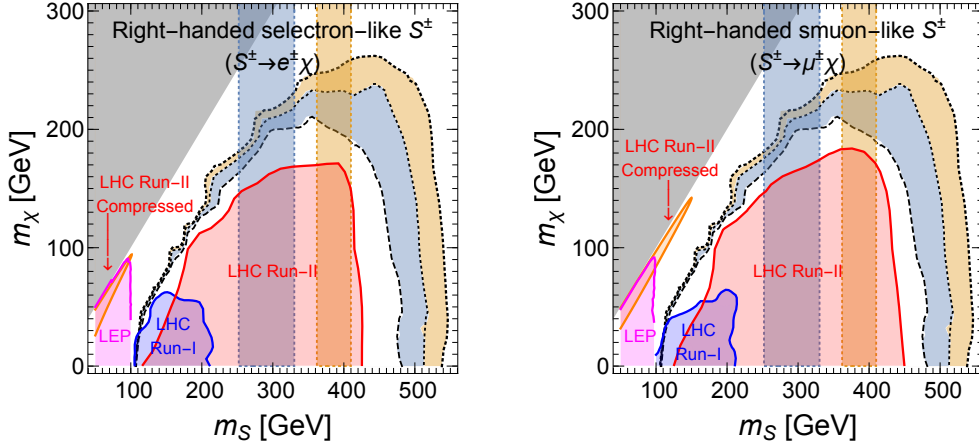 Right-handed selectron-like S±
(S±→e±χ)
300
200
100
0
mχ [GeV]
LHC Run-II
Compressed
LHC Run-II
LEP
LHC
Run-I
100 200 300 400 500
mS [GeV]
Right-handed smuon-like S±
(S±→μ±χ)
300
200
100
0
mχ [GeV]
LHC Run-II
Compressed
LHC Run-II
LEP
LHC
Run-I
100 200 300 400 500
mS [GeV]